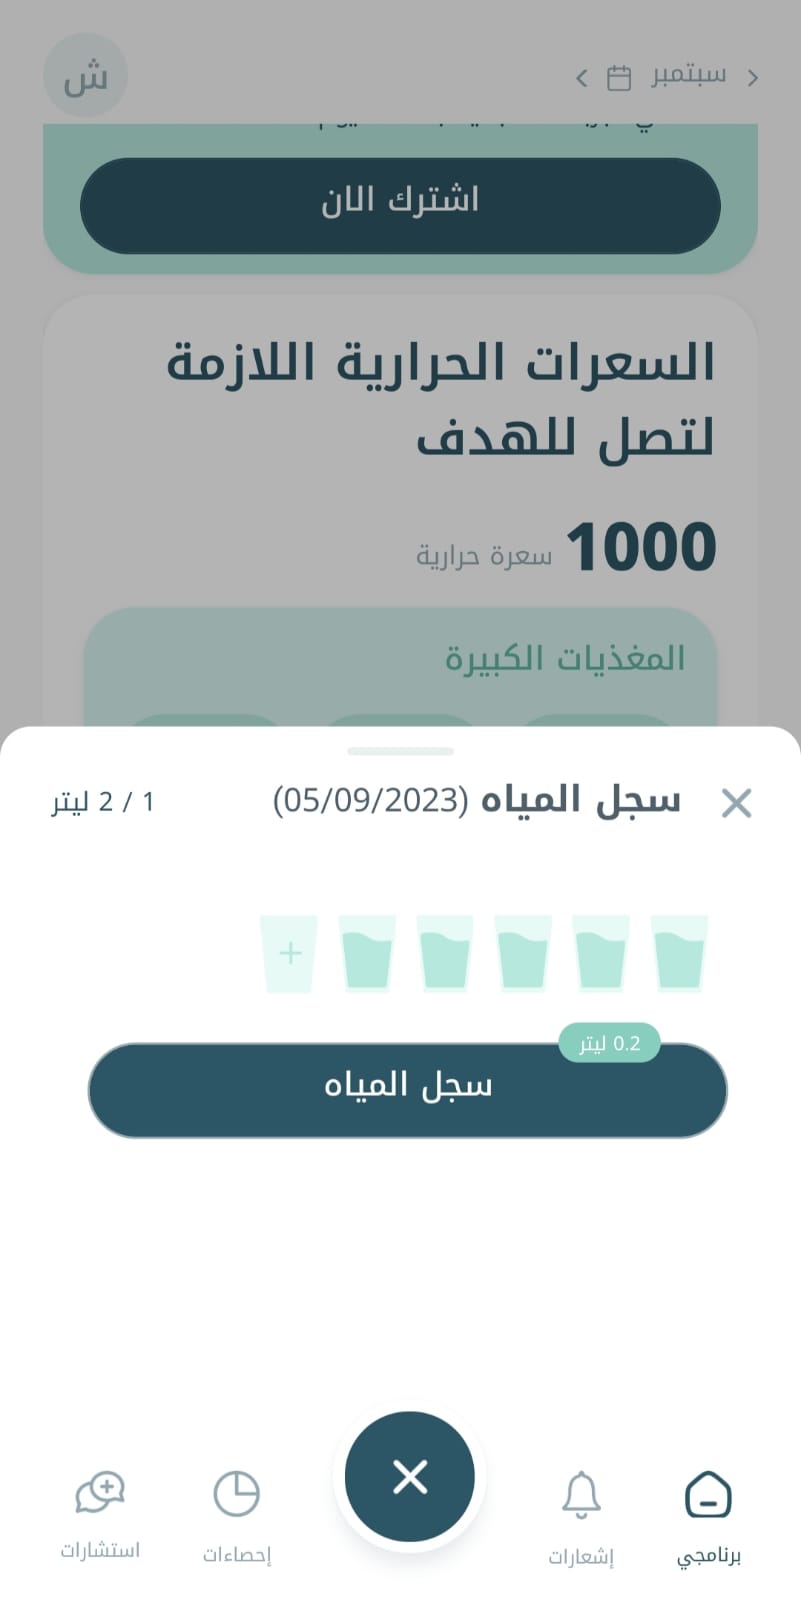 سبتمبر
ش
اشترك الان
السعرات الحرارية اللازمة
لتصل للهدف
1000 سعرة حرارية
المغذيات الكبيرة
سجل المياه (05/09/2023)
1 / 2 ليتر
0.2 ليتر
سجل المياه
برنامجي
إشعارات
إحصاءات
استشارات